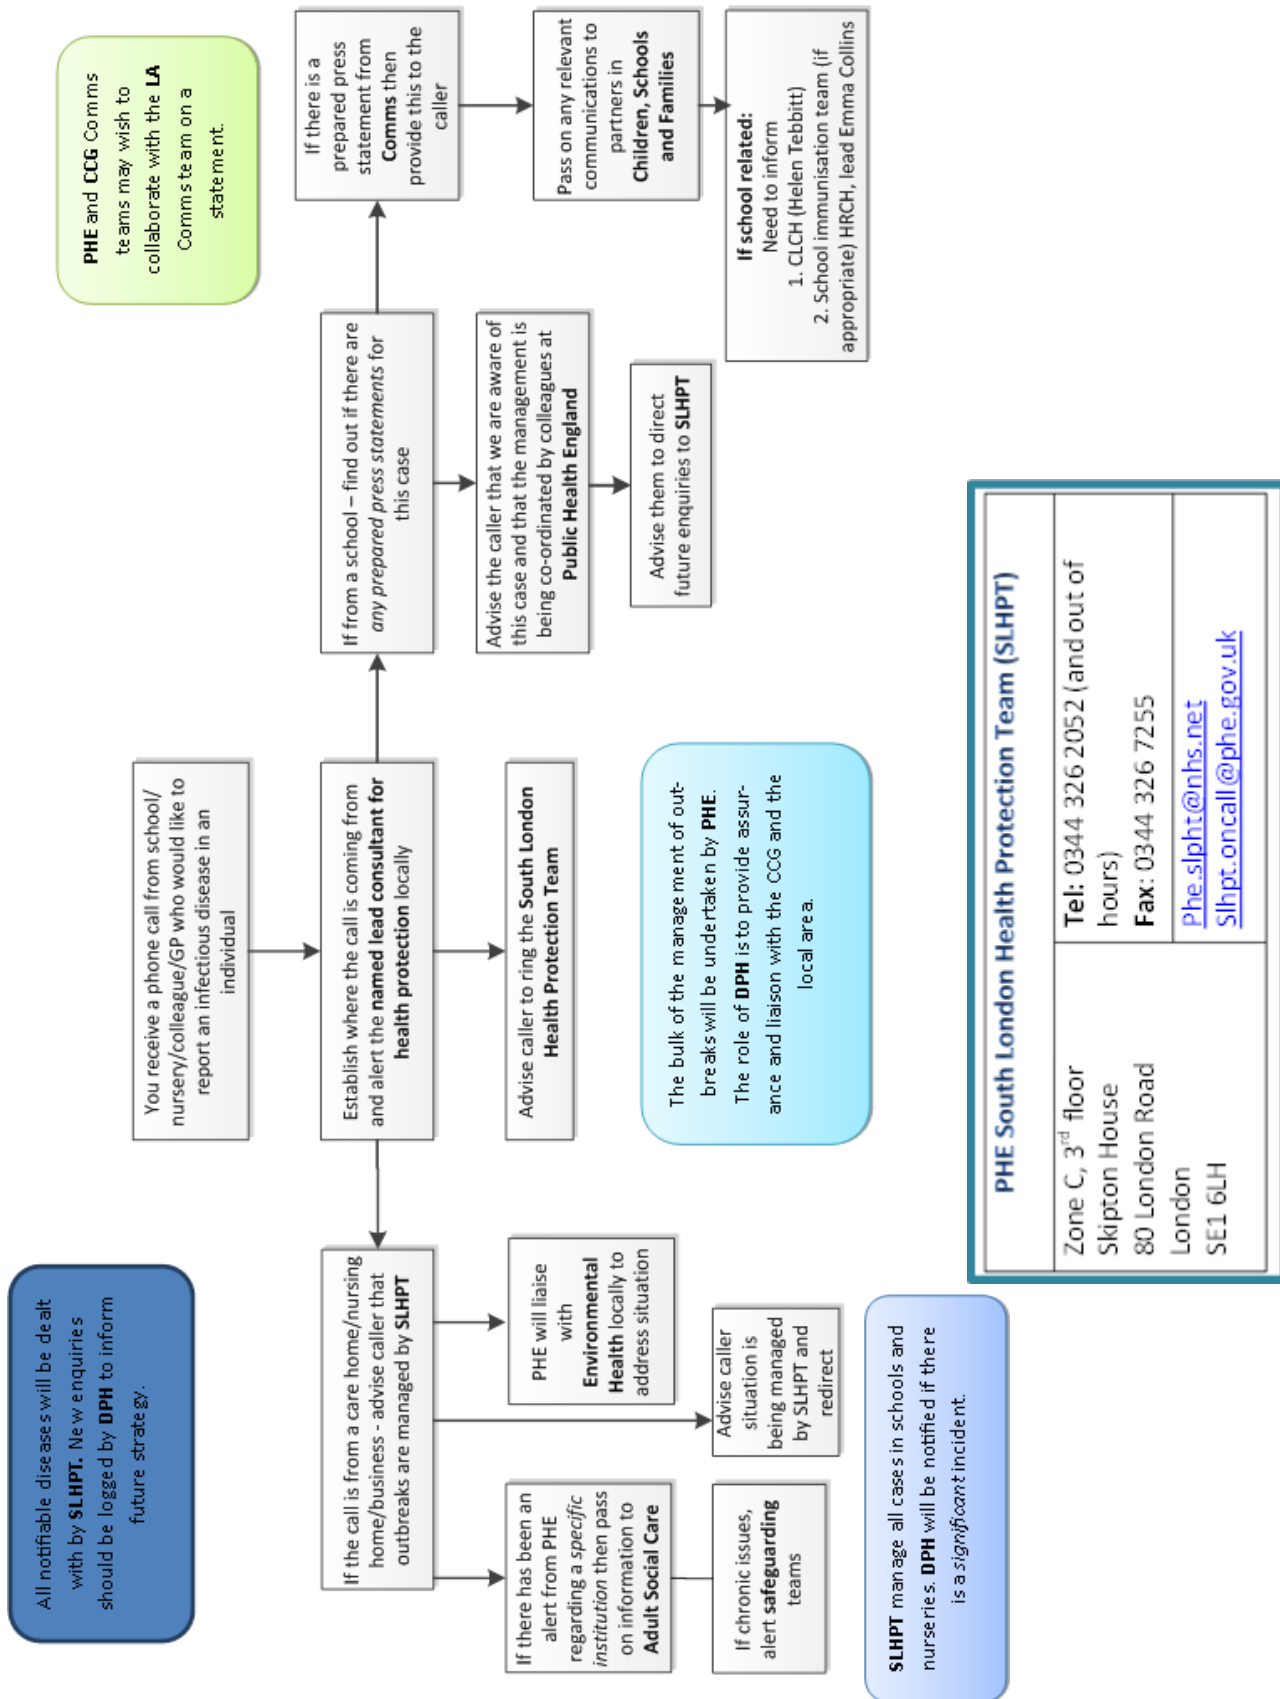 All notifiable diseases will be dealt
with by SLHPT. New enquiries
should be logged by DPH to inform
future strategy.
PHE and CCG Comms
teams may wish to
collaborate with the LA
Comms team on a
statement.
You receive a phone call from school/
nursery/colleague/GP who would like to
report an infectious disease in an
individual
Establish where the call is coming from
and alert the named lead consultant for
health protection locally
Advise caller to ring the South London
Health Protection Team
If the call is from a care home/nursing
home/business - advise caller that
outbreaks are managed by SLHPT
If there has been an
alert from PHE
regarding a specific
institution then pass
on information to
Adult Social Care
If chronic issues,
alert safeguarding
teams
PHE will liaise
with
Environmental
Health locally to
address situation
Advise caller
situation is
being managed
by SLHPT and
redirect
If from a school – find out if there are
any prepared press statements for
this case
Advise the caller that we are aware of
this case and that the management is
being co-ordinated by colleagues at
Public Health England
Advise them to direct
future enquiries to SLHPT
If there is a
prepared press
statement from
Comms then
provide this to the
caller
Pass on any relevant
communications to
partners in
Children, Schools
and Families
If school related:
Need to inform
1. CLCH (Helen Tebbitt)
2. School immunisation team (if
appropriate) HRCH, lead Emma Collins
The bulk of the management of out-
breaks will be undertaken by PHE.
The role of DPH is to provide assur-
ance and liaison with the CCG and the
local area.
SLHPT manage all cases in schools and
nurseries. DPH will be notified if there
is a significant incident.
PHE South London Health Protection Team (SLHPT)
Zone C, 3rd floor
Skipton House
80 London Road
London
SE1 6LH
Tel: 0344 326 2052 (and out of
hours)
Fax: 0344 326 7255
Phe.slpht@nhs.net
Slhpt.oncall@phe.gov.uk